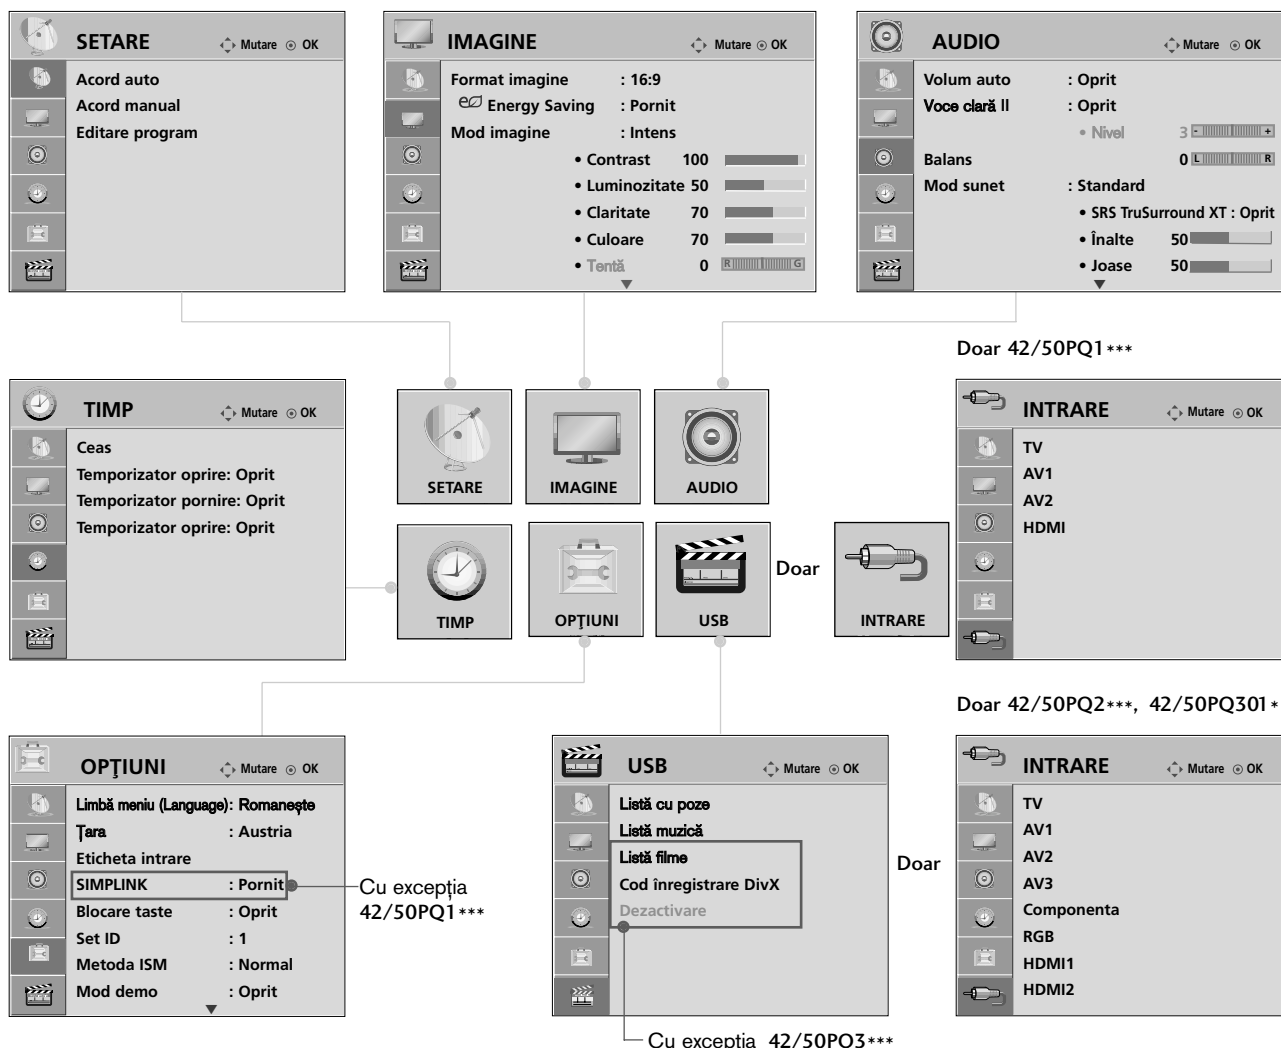 SETARE
Mutare OK
Acord auto
Acord manual
Editare program
IMAGINE
Mutare OK
Format imagine : 16:9
Energy Saving : Pornit
Mod imagine : Intens
• Contrast 100
• Luminozitate 50
• Claritate 70
• Culoare 70
• Tentă 0 R G
AUDIO
Mutare OK
Volum auto : Oprit
Voce clară II : Oprit
• Nivel 3 - +
Balans 0 L R
Mod sunet : Standard
• SRS TruSurround XT : Oprit
• Înalte 50
• Joase 50
Doar 42/50PQ1***
TIMP
Mutare OK
Ceas
Temporizator oprire: Oprit
Temporizator pornire: Oprit
Temporizator oprire: Oprit
SETARE
IMAGINE
AUDIO
TIMP
OPŢIUNI
USB
Doar
INTRARE
INTRARE
Mutare OK
TV
AV1
AV2
HDMI
Doar 42/50PQ2***, 42/50PQ301*
OPŢIUNI
Mutare OK
Limbă meniu (Language): Romaneşte
Ţara : Austria
Eticheta intrare
SIMPLINK : Pornit
Blocare taste : Oprit
Set ID : 1
Metoda ISM : Normal
Mod demo : Oprit
Cu excepţia
42/50PQ1***
USB
Mutare OK
Listă cu poze
Listă muzică
Listă filme
Cod înregistrare DivX
Dezactivare
Cu excepţia 42/50PQ3***
Doar
INTRARE
Mutare OK
TV
AV1
AV2
AV3
Componenta
RGB
HDMI1
HDMI2